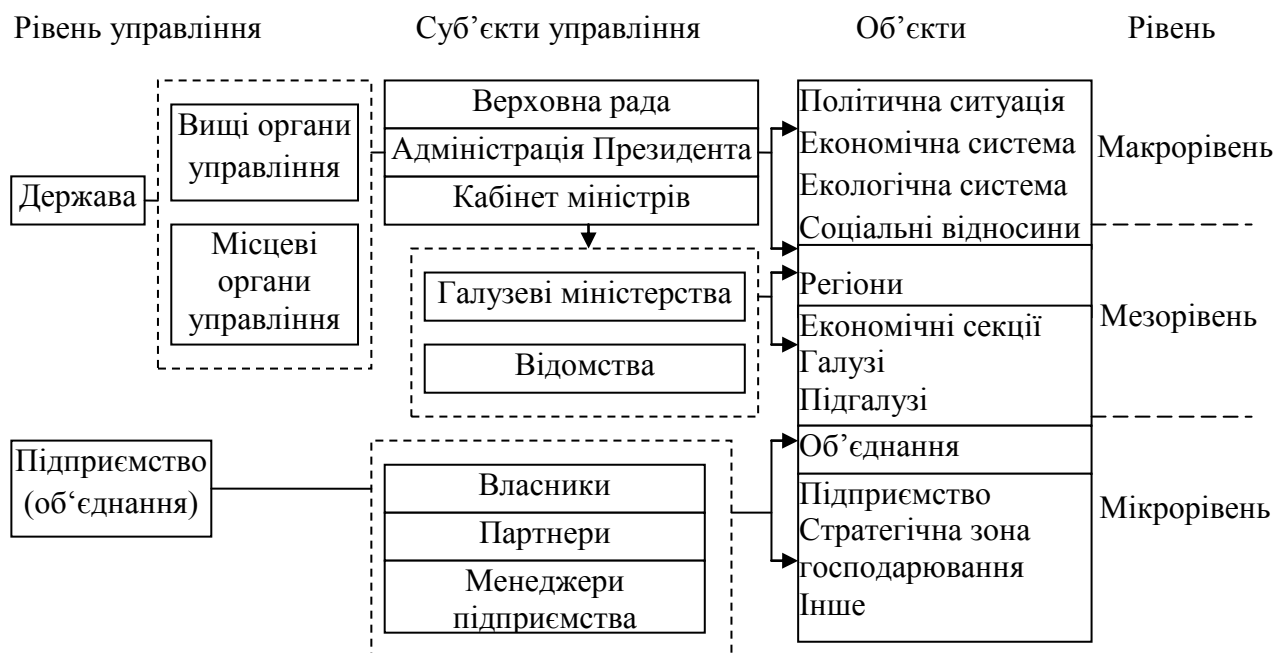 Рівень управління
Суб’єкти управління
Об’єкти
Рівень
Держава
Вищі органи
управління
Місцеві
органи
управління
Верховна рада
Адміністрація Президента
Кабінет міністрів
Галузеві міністерства
Відомства
Політична ситуація
Економічна система
Екологічна система
Соціальні відносини
Регіони
Економічні секції
Галузі
Підгалузі
Макрорівень
Мезорівень
Підприємство
(об‘єднання)
Власники
Партнери
Менеджери
підприємства
Об’єднання
Підприємство
Стратегічна зона
господарювання
Інше
Мікрорівень